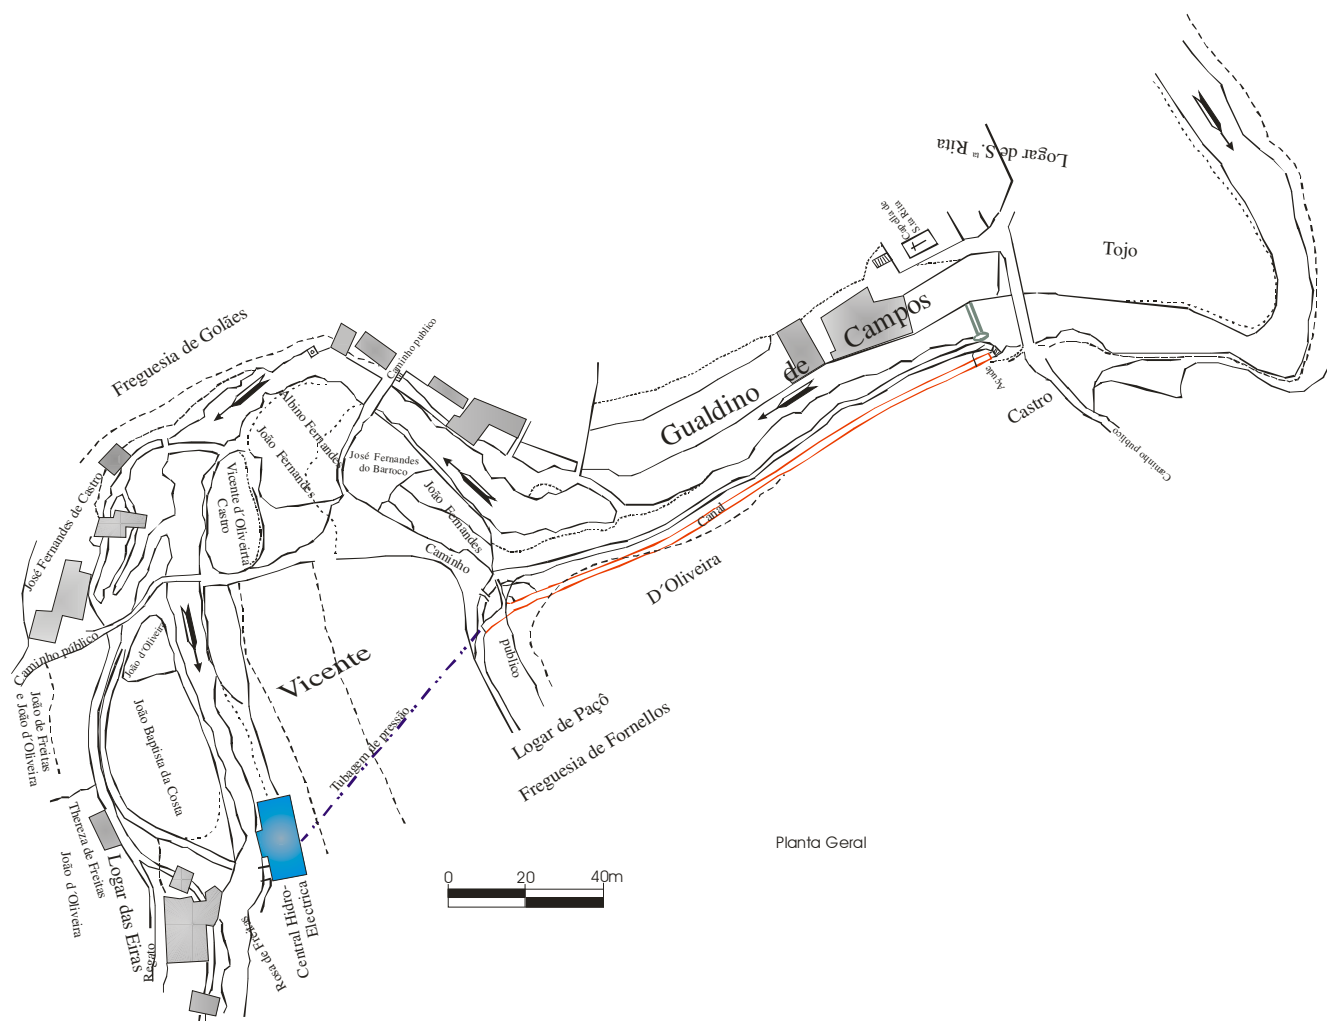 Logar de S.ta Rita
Capella de
S.ta Rita
Tojo
Freguesia de Golães
Caminho publico
Gualdino de Campos
Açude
Castro
Caminho publico
Albino Fernandes
João Fernandes
José Fernandes
do Barroco
João Fernandes
Vicente d´Oliveirta
Castro
José Fernandes de Castro
Canal
Caminho
D´Oliveira
publico
Caminho público
João d´Oliveira
Vicente
João de Freitas
e João d´Oliveira
João Baptista da Costa
Tubagem de pressão
Logar de Paçô
Freguesia de Fornellos
Thereza de Freitas
João d´Oliveira
Logar das Eiras
Regato
Rosa de Freitas
Central Hidro-
Electrica
Planta Geral
0 20 40m